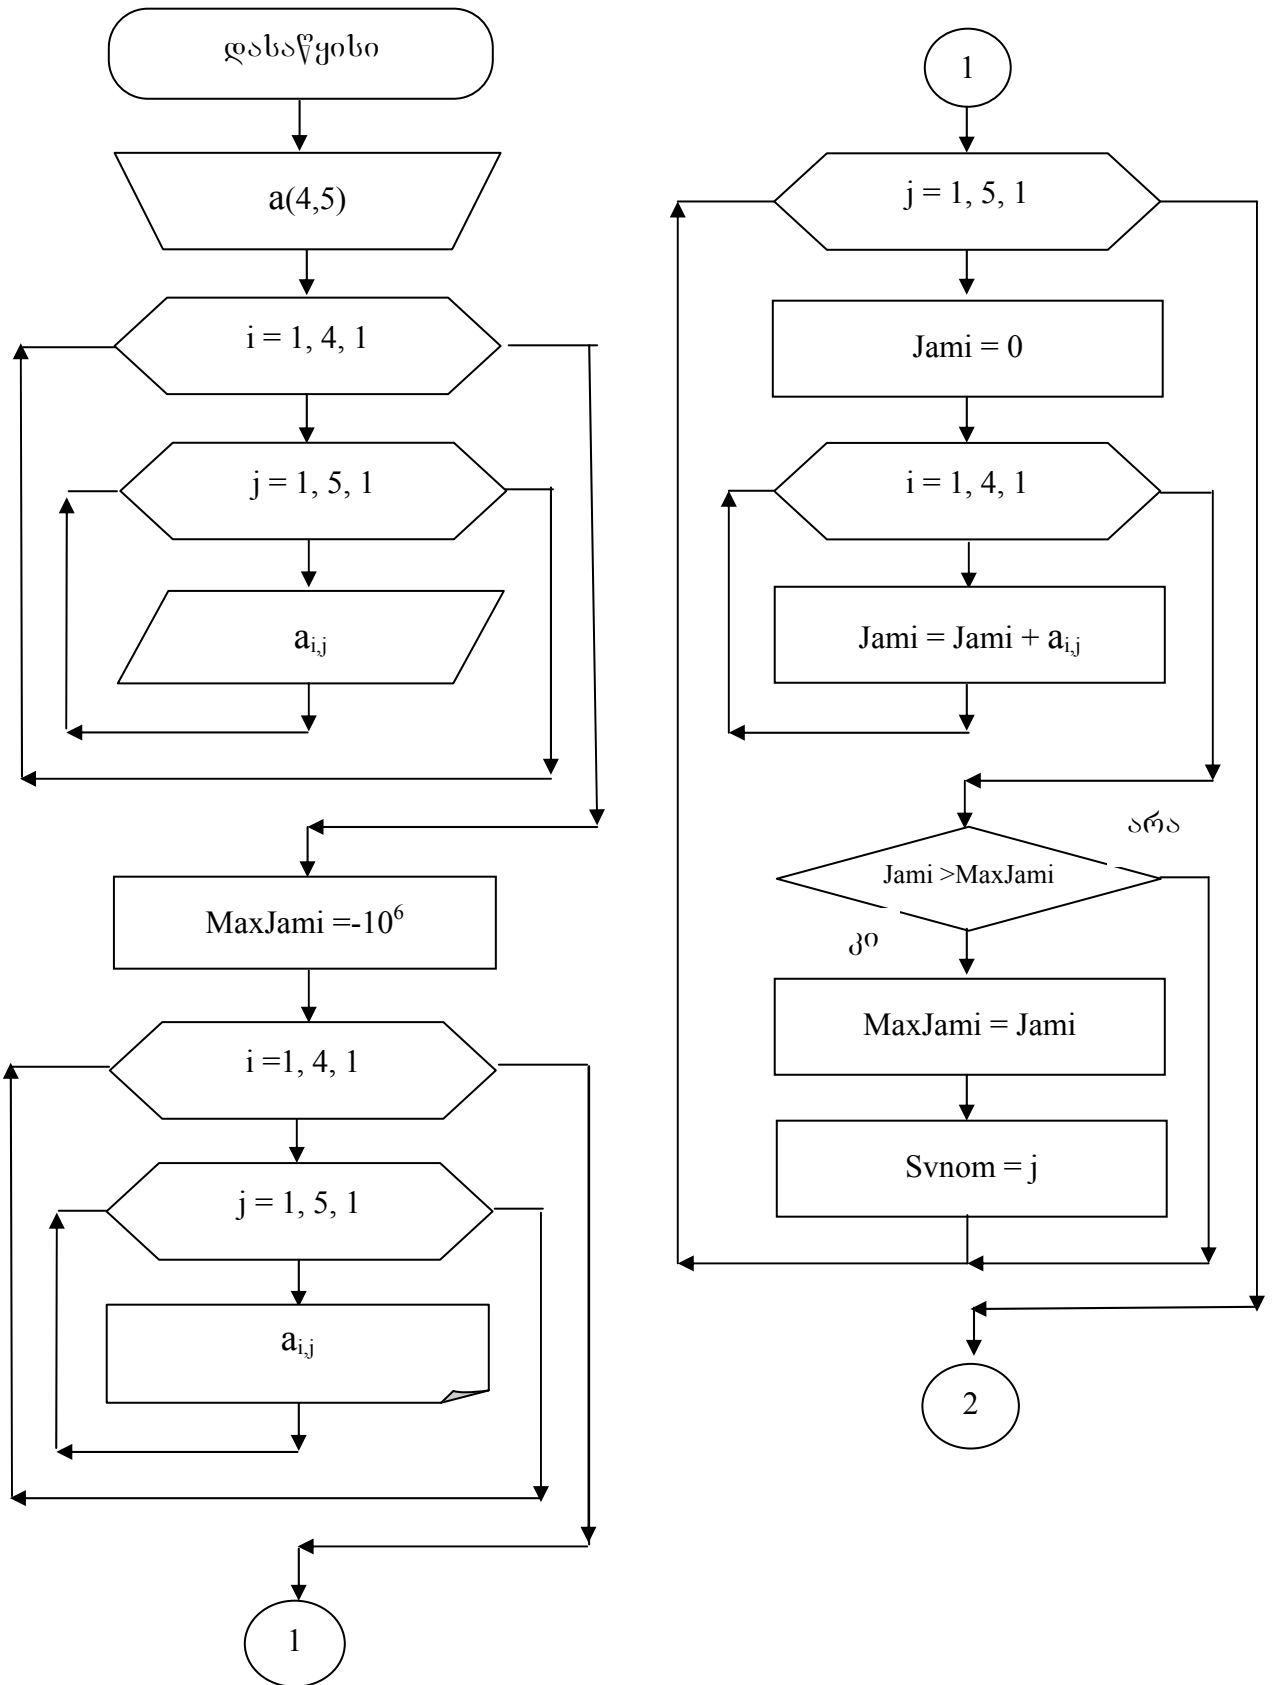 დასაწყისი
a(4,5)
i = 1, 4, 1
j = 1, 5, 1
ai,j
MaxJami =-10⁶
i =1, 4, 1
j = 1, 5, 1
ai,j
1
1
j = 1, 5, 1
Jami = 0
i = 1, 4, 1
Jami = Jami + ai,j
არა
Jami >MaxJami
კი
MaxJami = Jami
Svnom = j
2